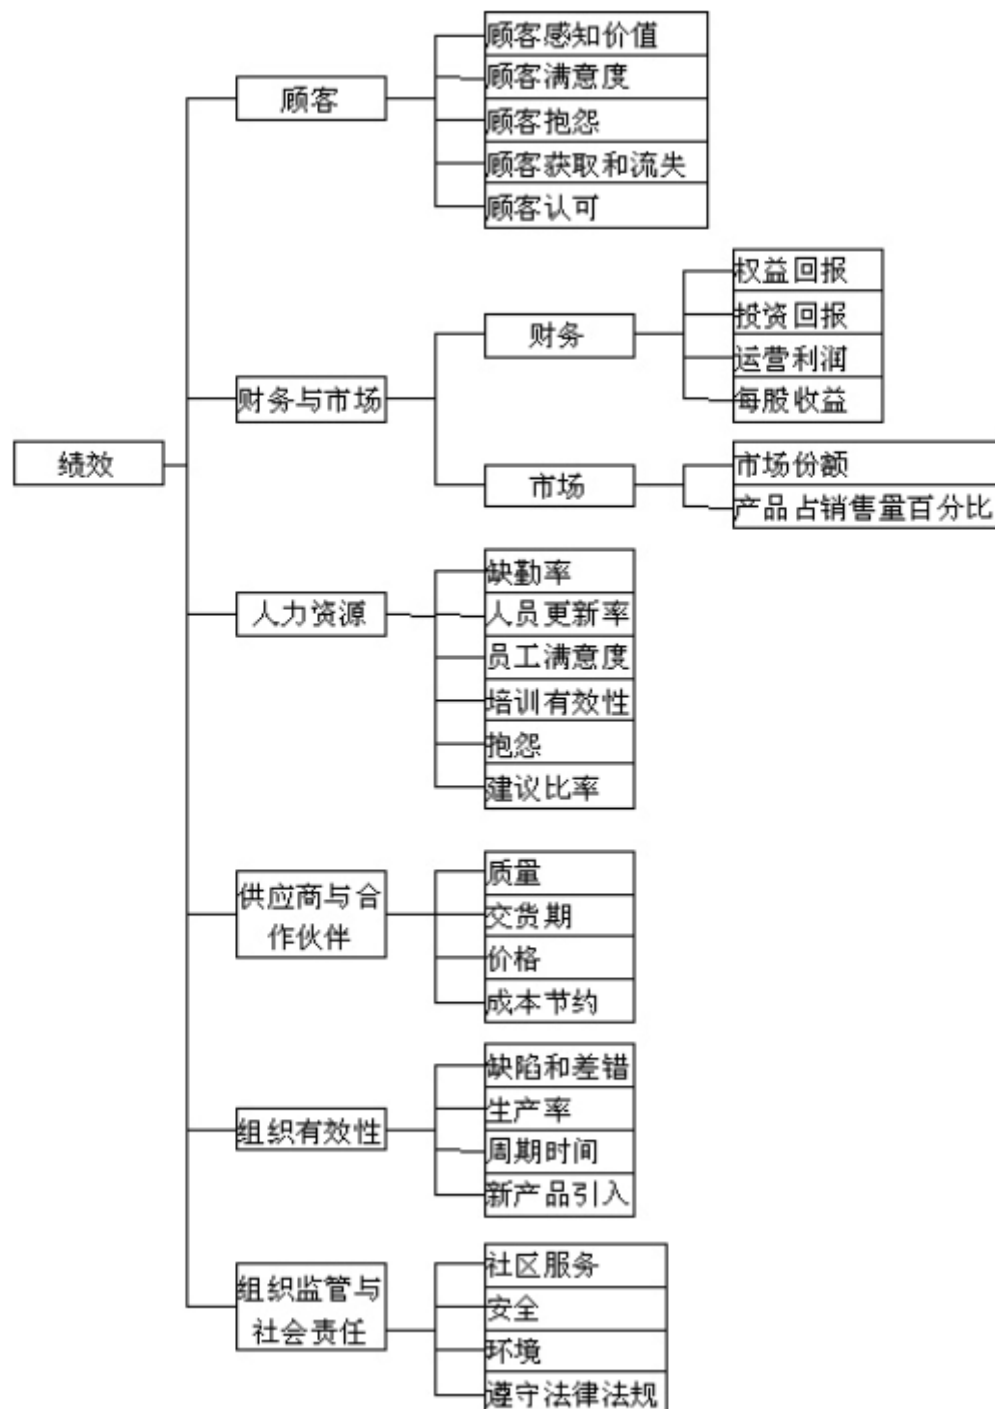 绩效
顾客
顾客感知价值
顾客满意度
顾客抱怨
顾客获取和流失
顾客认可
财务与市场
财务
权益回报
投资回报
运营利润
每股收益
市场
市场份额
产品占销售量百分比
人力资源
缺勤率
人员更新率
员工满意度
培训有效性
抱怨
建议比率
供应商与合
作伙伴
质量
交货期
价格
成本节约
组织有效性
缺陷和差错
生产率
周期时间
新产品引入
组织监管与
社会责任
社区服务
安全
环境
遵守法律法规